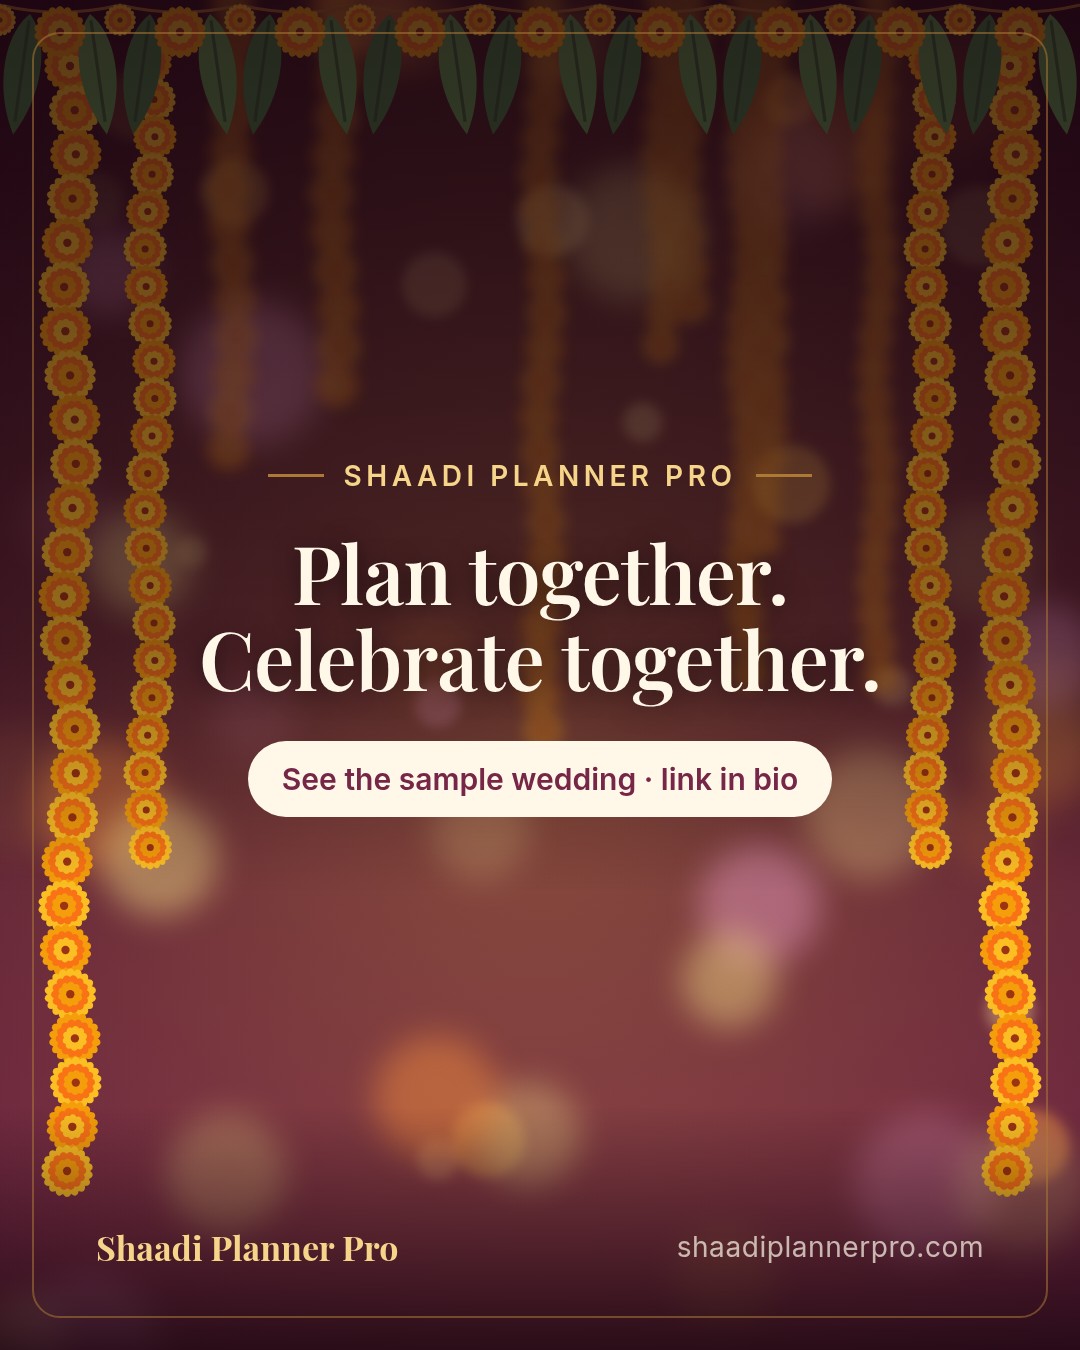 SHAADI PLANNER PRO
Plan together.
Celebrate together.
See the sample wedding · link in bio
Shaadi Planner Pro
shaadiplannerpro.com